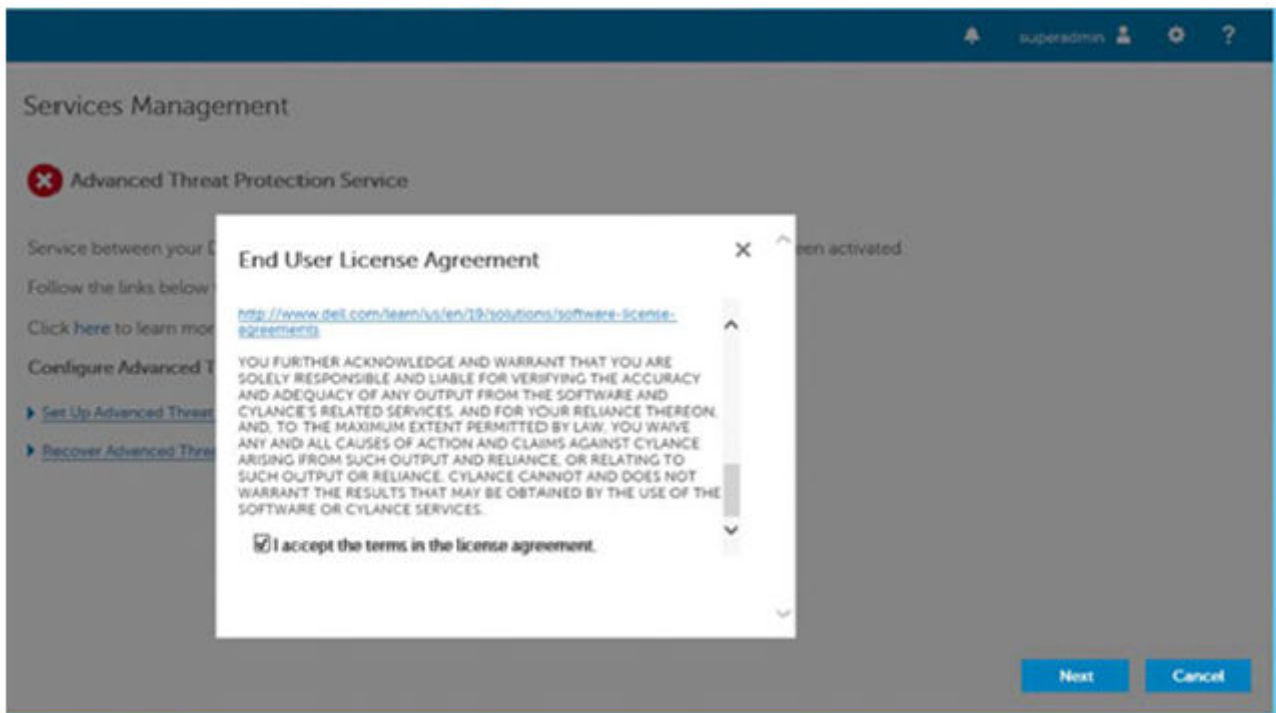 superadmin
?
Services Management
Advanced Threat Protection Service
Service between your D
een activated
Follow the links below
Click here to learn mor
Configure Advanced T
Set Up Advanced Threat
Recover Advanced Three
End User License Agreement
http://www.dell.com/learn/us/en/19/solutions/software-license-
agreements
YOU FURTHER ACKNOWLEDGE AND WARRANT THAT YOU ARE
SOLELY RESPONSIBLE AND LIABLE FOR VERIFYING THE ACCURACY
AND ADEQUACY OF ANY OUTPUT FROM THE SOFTWARE AND
CYLANCE'S RELATED SERVICES, AND FOR YOUR RELIANCE THEREON,
AND, TO THE MAXIMUM EXTENT PERMITTED BY LAW, YOU WAIVE
ANY AND ALL CAUSES OF ACTION AND CLAIMS AGAINST CYLANCE
ARISING FROM SUCH OUTPUT AND RELIANCE, OR RELATING TO
SUCH OUTPUT OR RELIANCE. CYLANCE CANNOT AND DOES NOT
WARRANT THE RESULTS THAT MAY BE OBTAINED BY THE USE OF THE
SOFTWARE OR CYLANCE SERVICES.
I accept the terms in the license agreement.
Next
Cancel